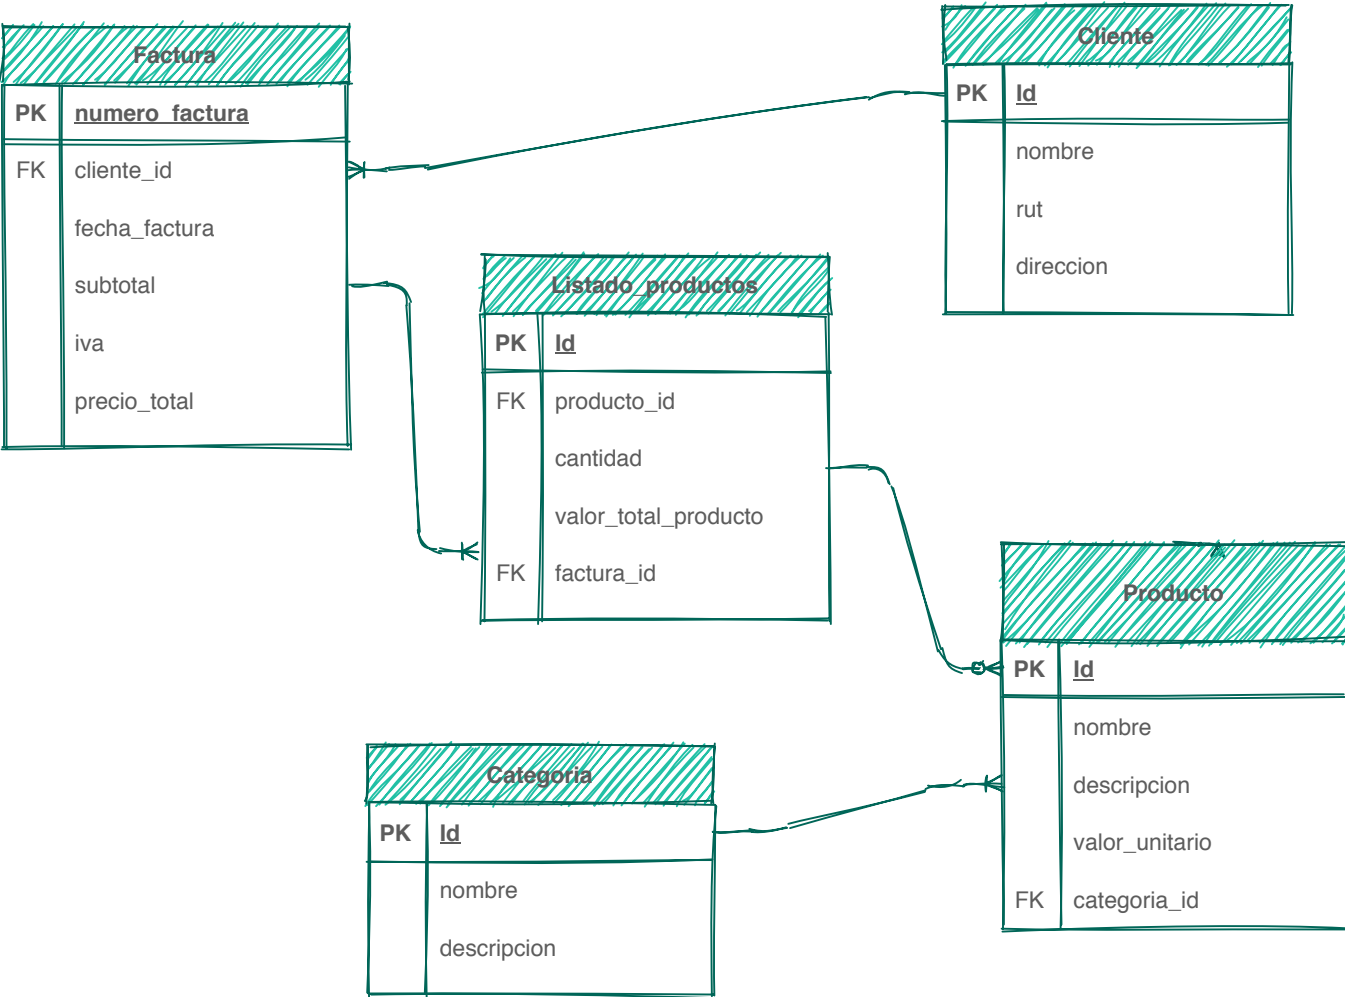 Factura
PK numero_factura
FK cliente_id
fecha_factura
subtotal
iva
precio_total
Cliente
PK Id
nombre
rut
direccion
Listado_productos
PK Id
FK producto_id
cantidad
valor_total_producto
FK factura_id
Producto
PK Id
nombre
descripcion
valor_unitario
FK categoria_id
Categoria
PK Id
nombre
descripcion